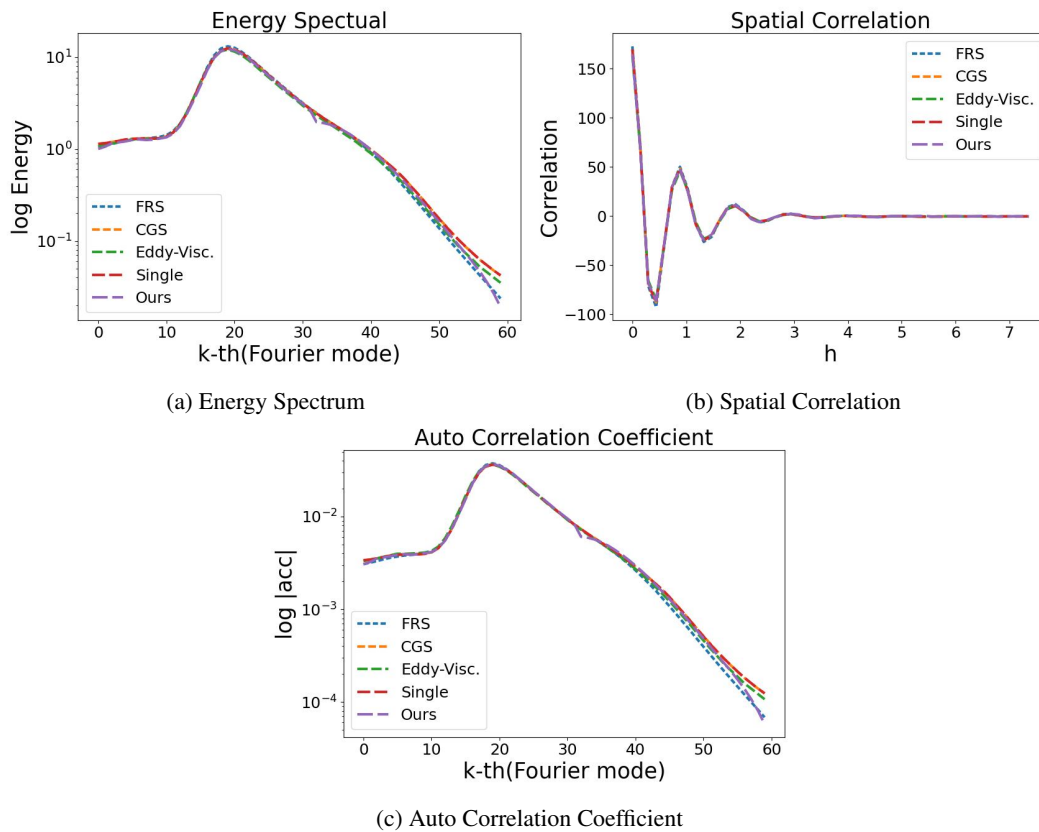 Energy Spectual
log Energy
10^1
10^0
10^-1
FRS
CGS
Eddy-Visc.
Single
Ours
0 10 20 30 40 50 60
k-th(Fourier mode)
(a) Energy Spectrum
Spatial Correlation
Correlation
150
100
50
0
−50
−100
FRS
CGS
Eddy-Visc.
Single
Ours
0 1 2 3 4 5 6 7
h
(b) Spatial Correlation
Auto Correlation Coefficient
log |acc|
10^-2
10^-3
10^-4
FRS
CGS
Eddy-Visc.
Single
Ours
0 10 20 30 40 50 60
k-th(Fourier mode)
(c) Auto Correlation Coefficient